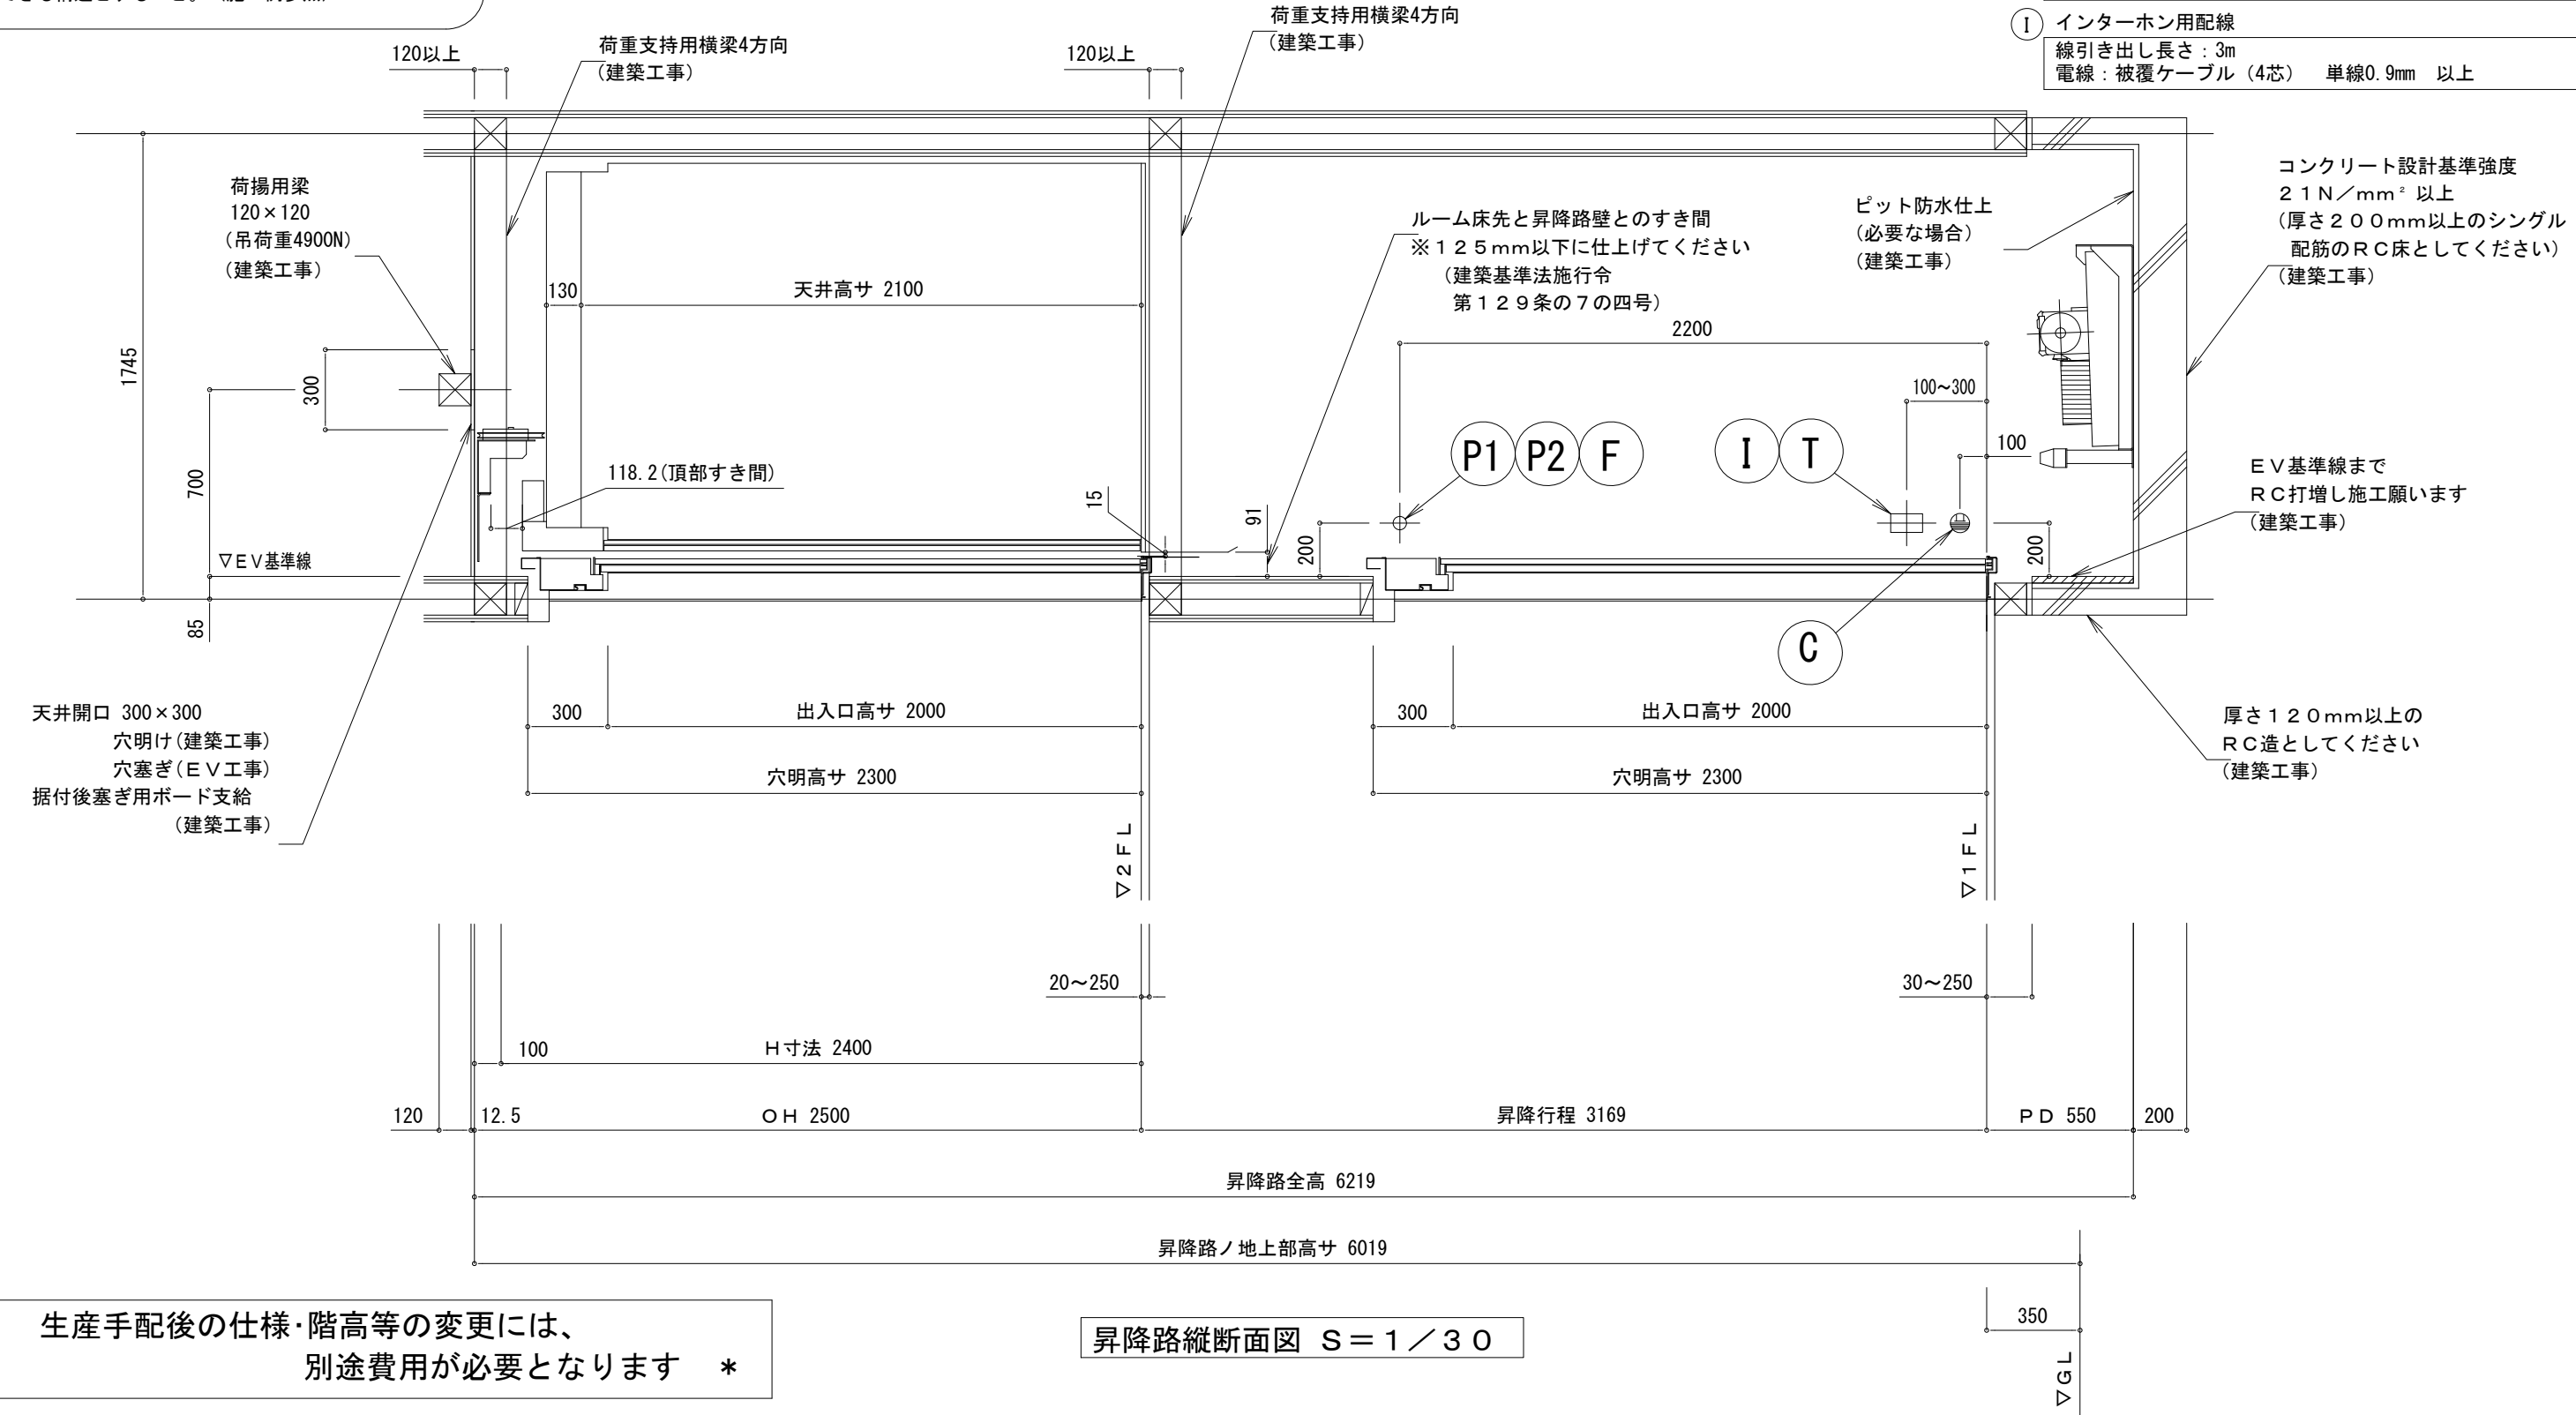 荷重支持用横梁4方向
(建築工事)
120以上
荷重支持用横梁4方向
(建築工事)
120以上
I インターホン用配線
線引き出し長さ：3m
電線：被覆ケーブル（4芯） 単線0.9mm 以上
荷揚用梁
120×120
(吊荷重4900N)
(建築工事)
130
天井高サ 2100
ルーム床先と昇降路壁とのすき間
※１２５ｍｍ以下に仕上げてください
(建築基準法施行令
第１２９条の７の四号)
ピット防水仕上
(必要な場合)
(建築工事)
コンクリート設計基準強度
２１Ｎ／ｍｍ² 以上
(厚さ２００ｍｍ以上のシングル
配筋のＲＣ床としてください)
(建築工事)
2200
1745
300
100~300
700
P1 P2 F
I T
100
118.2(頂部すき間)
15
91
200
200
ＥＶ基準線まで
ＲＣ打増し施工願います
(建築工事)
▽ＥＶ基準線
85
C
天井開口 300×300
穴明け(建築工事)
穴塞ぎ(ＥＶ工事)
据付後塞ぎ用ボード支給
(建築工事)
300
出入口高サ 2000
300
出入口高サ 2000
厚さ１２０ｍｍ以上の
ＲＣ造としてください
(建築工事)
穴明高サ 2300
穴明高サ 2300
▽２ＦＬ
▽１ＦＬ
20~250
30~250
100
Ｈ寸法 2400
120
12.5
ＯＨ 2500
昇降行程 3169
ＰＤ 550
200
昇降路全高 6219
昇降路ノ地上部高サ 6019
350
▽ＧＬ
生産手配後の仕様･階高等の変更には、
別途費用が必要となります ＊
昇降路縦断面図 Ｓ＝１／３０